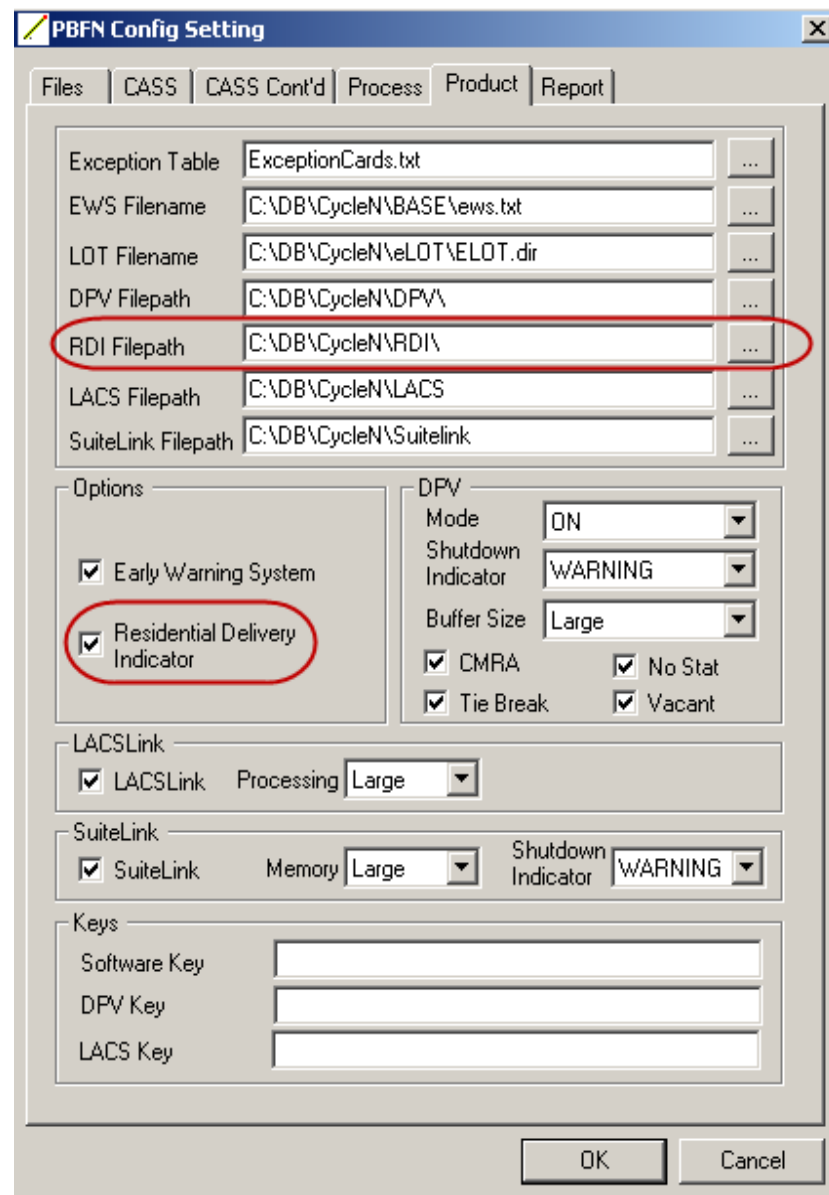 PBFN Config Setting
Files CASS CASS Cont'd Process Product Report
Exception Table ExceptionCards.txt ...
EWS Filename C:\DB\CycleN\BASE\ews.txt ...
LOT Filename C:\DB\CycleN\eLOT\ELOT.dir ...
DPV Filepath C:\DB\CycleN\DPV\ ...
RDI Filepath C:\DB\CycleN\RDI\ ...
LACS Filepath C:\DB\CycleN\LACS ...
SuiteLink Filepath C:\DB\CycleN\Suitelink ...
Options
Early Warning System
Residential Delivery
Indicator
DPV
Mode ON
Shutdown
Indicator WARNING
Buffer Size Large
CMRA No Stat
Tie Break Vacant
LACSLink
LACSLink Processing Large
SuiteLink
SuiteLink Memory Large Shutdown
Indicator WARNING
Keys
Software Key
DPV Key
LACS Key
OK Cancel